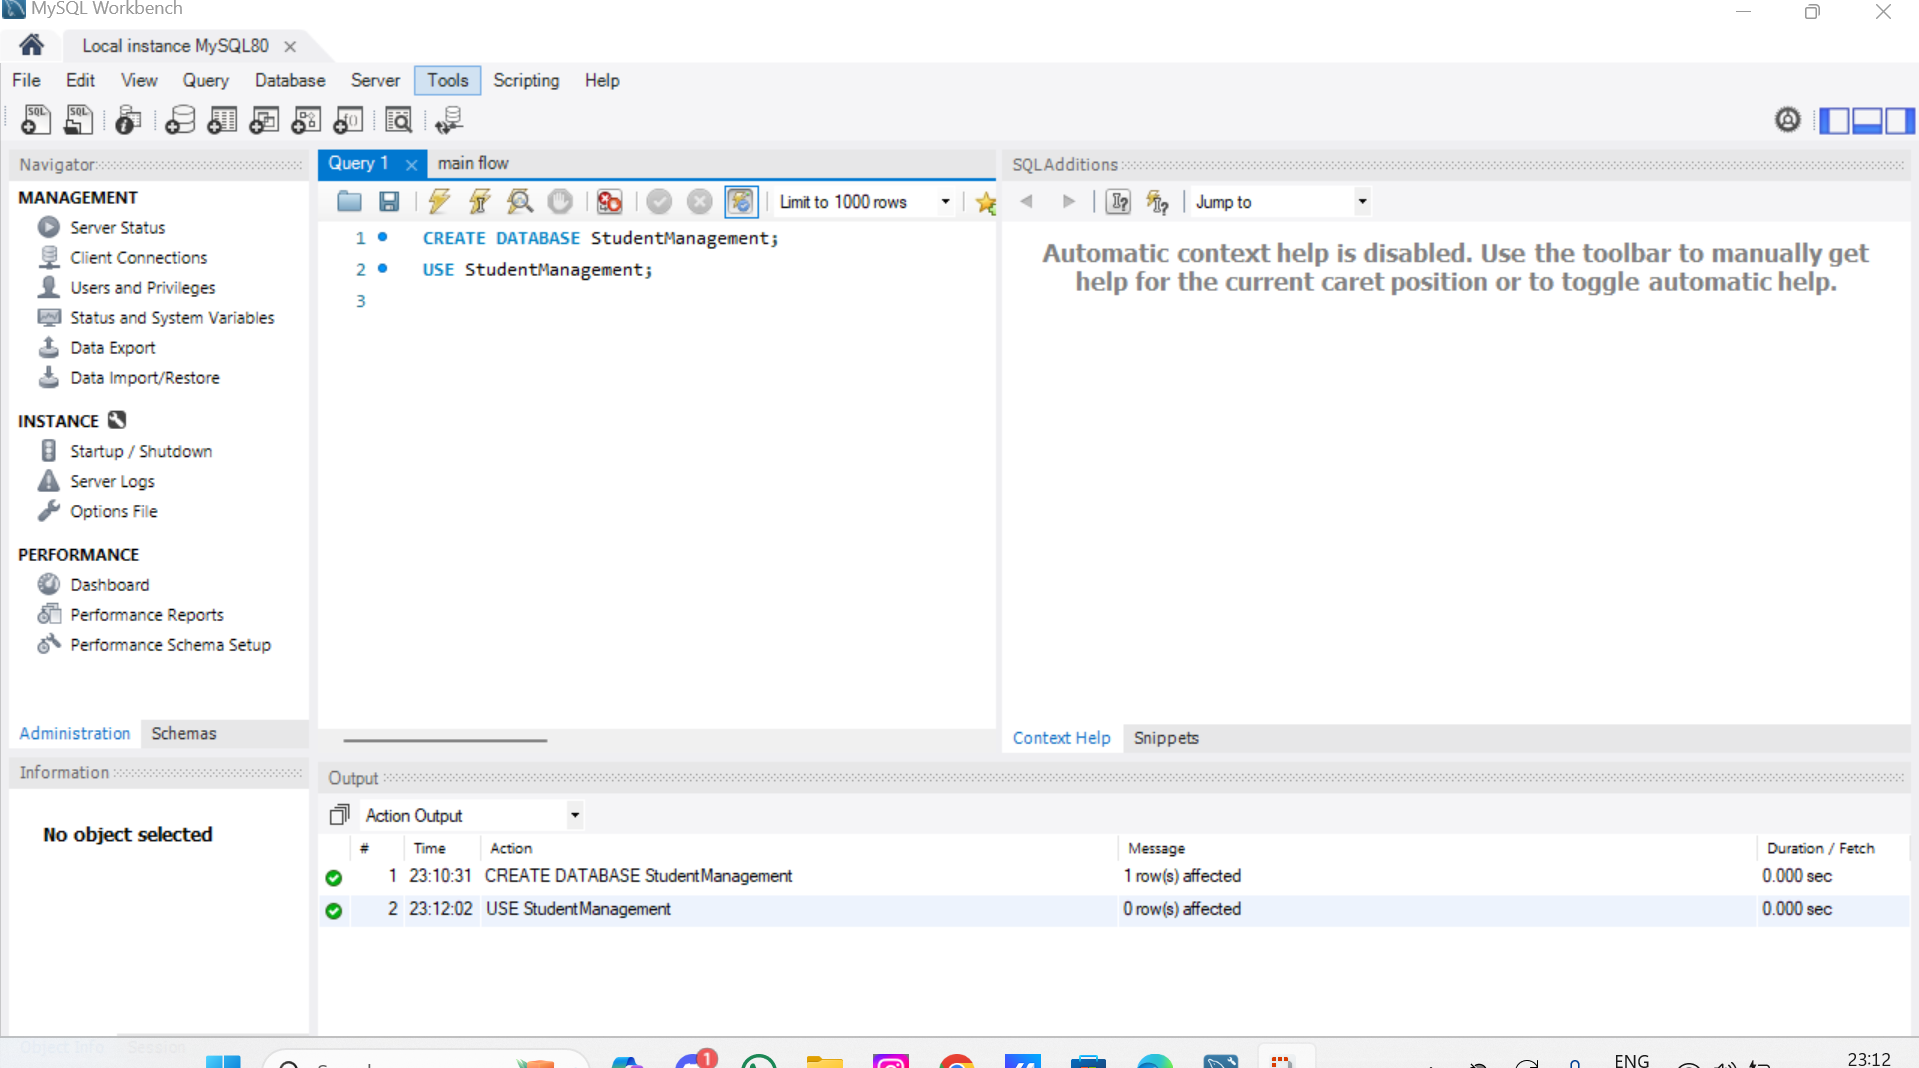 MySQL Workbench
Local instance MySQL80
File Edit View Query Database Server Tools Scripting Help
Navigator
MANAGEMENT
Server Status
Client Connections
Users and Privileges
Status and System Variables
Data Export
Data Import/Restore
INSTANCE
Startup / Shutdown
Server Logs
Options File
PERFORMANCE
Dashboard
Performance Reports
Performance Schema Setup
Administration Schemas
Information
No object selected
Object Info Session
Query 1 main flow
Limit to 1000 rows
1 CREATE DATABASE StudentManagement;
2 USE StudentManagement;
3
SQLAdditions
Jump to
Automatic context help is disabled. Use the toolbar to manually get
help for the current caret position or to toggle automatic help.
Context Help Snippets
Output
Action Output
# Time Action Message Duration / Fetch
1 23:10:31 CREATE DATABASE StudentManagement 1 row(s) affected 0.000 sec
2 23:12:02 USE StudentManagement 0 row(s) affected 0.000 sec
1
ENG
23:12